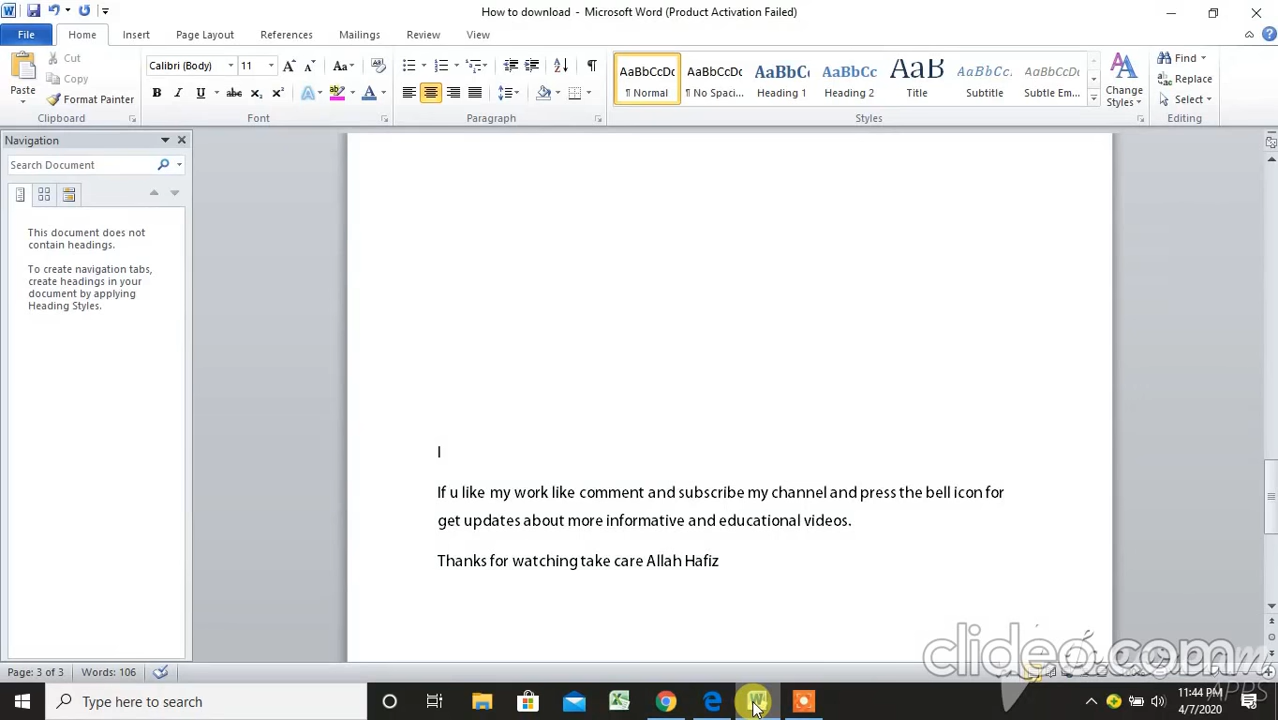 How to download - Microsoft Word (Product Activation Failed)
File Home Insert Page Layout References Mailings Review View
Paste
Cut
Copy
Format Painter
Clipboard
Calibri (Body) 11
Font
Paragraph
AaBbCcDc AaBbCcDc AaBbC AaBbCc AaB AaBbCc. AaBbCcDc
¶ Normal ¶ No Spaci... Heading 1 Heading 2 Title Subtitle Subtle Em...
Styles
Change
Styles
Find
Replace
Select
Editing
Navigation
Search Document
This document does not
contain headings.
To create navigation tabs,
create headings in your
document by applying
Heading Styles.
I
If u like my work like comment and subscribe my channel and press the bell icon for
get updates about more informative and educational videos.
Thanks for watching take care Allah Hafiz
clideo.com
APPS
Page: 3 of 3 Words: 106
Type here to search
11:44 PM
4/7/2020